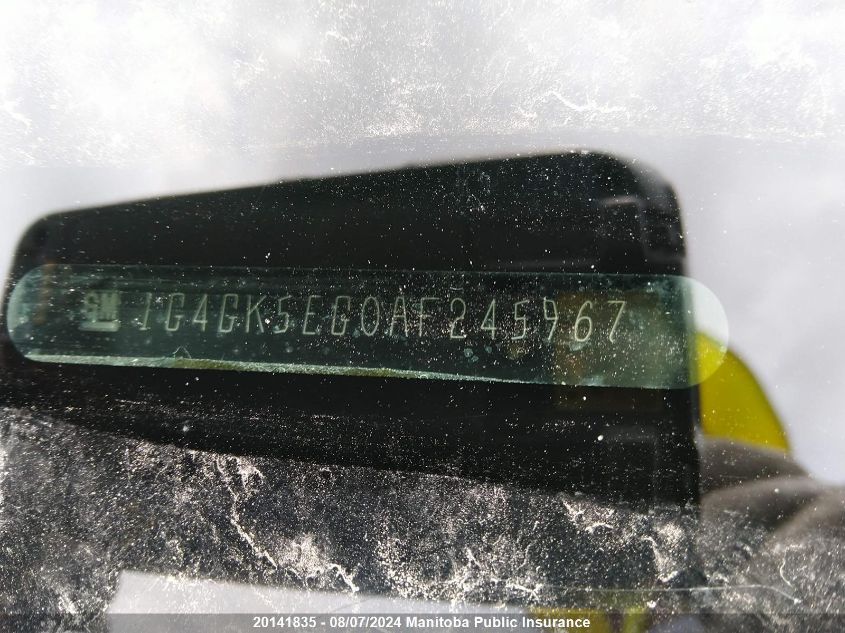 GM 1G4GK5EG0AF245967
20141835 - 08/07/2024 Manitoba Public Insurance